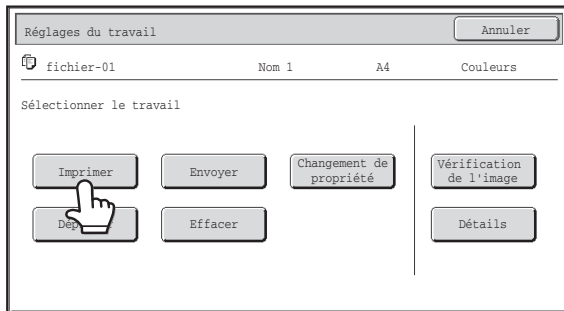 Réglages du travail
Annuler
fichier-01 Nom 1 A4 Couleurs
Sélectionner le travail
Imprimer
Envoyer
Changement de
propriété
Vérification
de l'image
Effacer
Détails